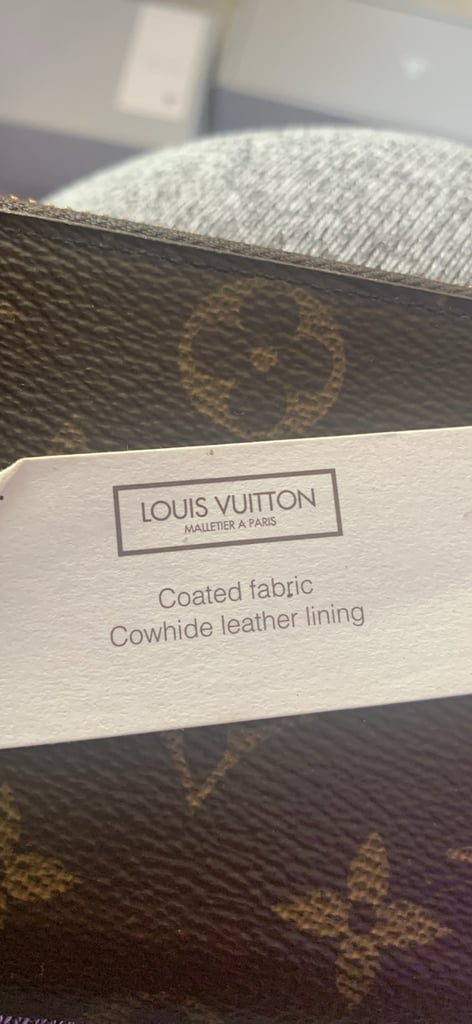 LOUIS VUITTON
MALLETIER A PARIS
Coated fabric
Cowhide leather lining